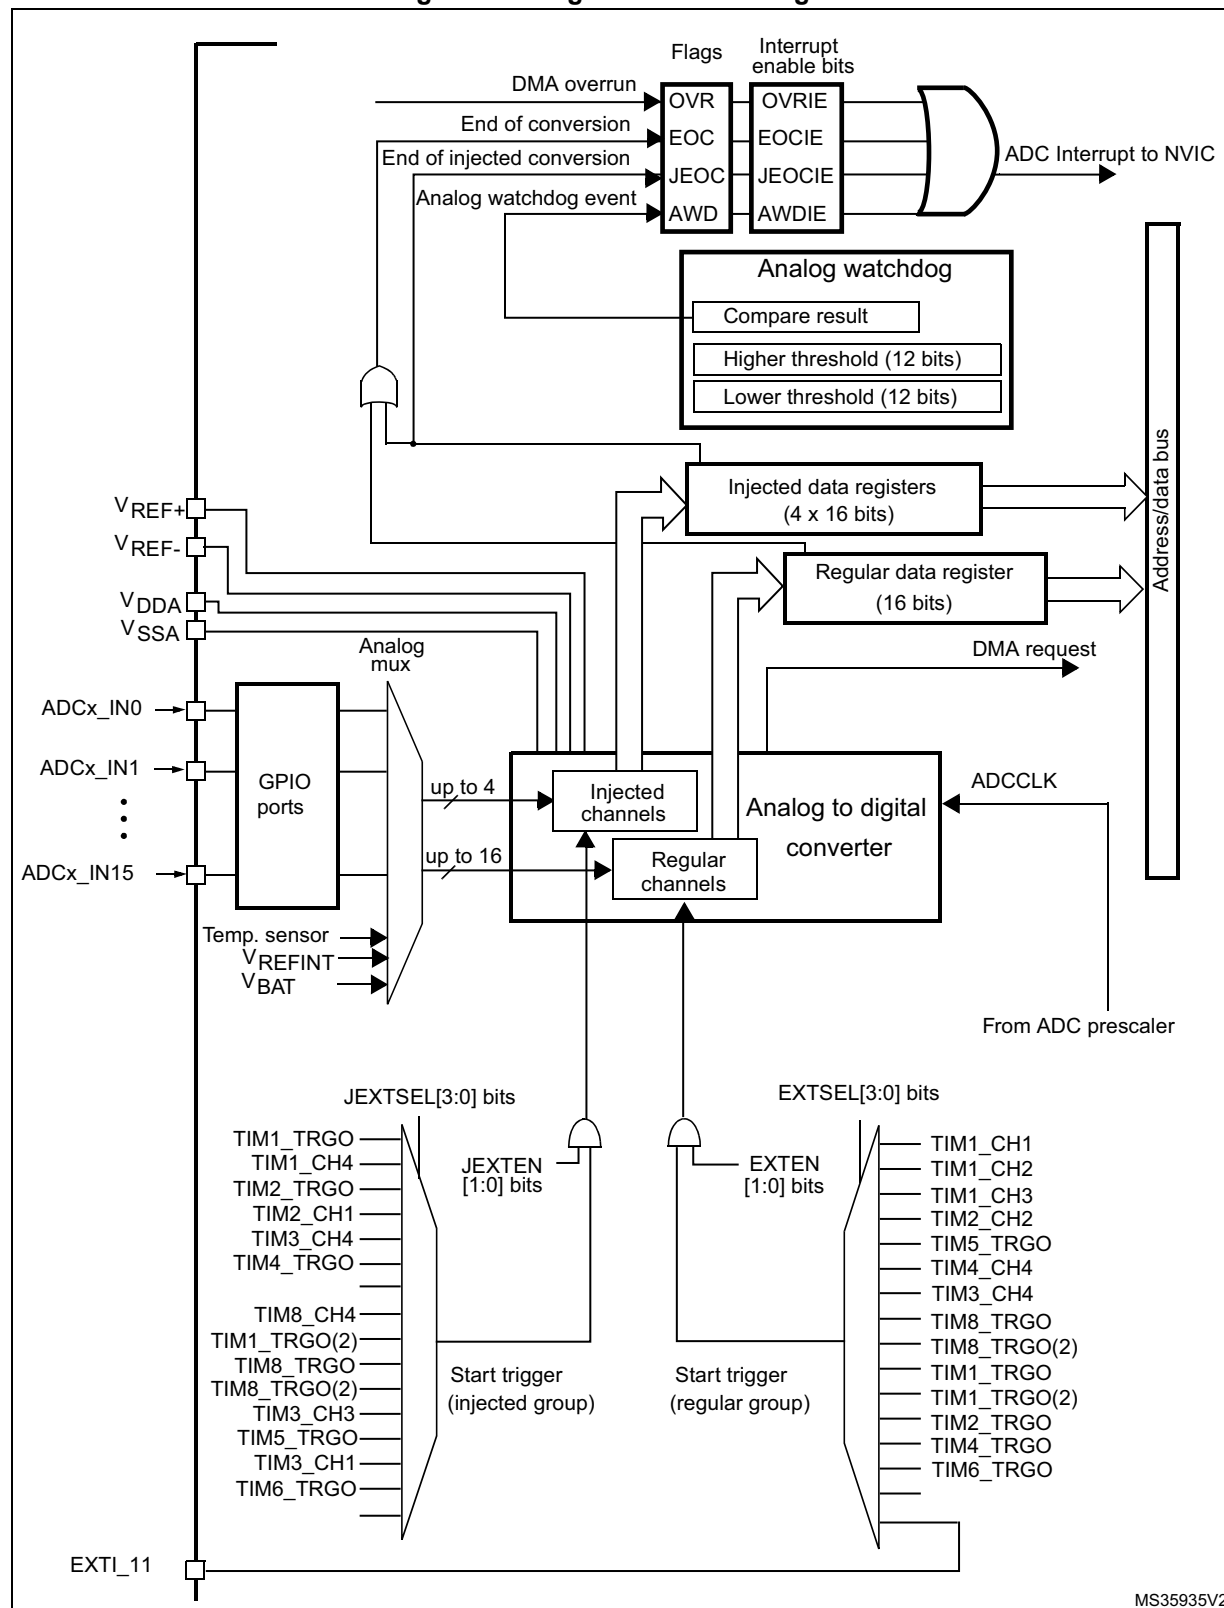 Flags
Interrupt
enable bits
DMA overrun
OVR
OVRIE
End of conversion
EOC
EOCIE
End of injected conversion
JEOC
JEOCIE
ADC Interrupt to NVIC
Analog watchdog event
AWD
AWDIE
Analog watchdog
Compare result
Higher threshold (12 bits)
Lower threshold (12 bits)
Address/data bus
Injected data registers
(4 x 16 bits)
VREF+
VREF-
VDDA
VSSA
Regular data register
(16 bits)
DMA request
Analog
mux
ADCx_IN0
ADCx_IN1
ADCx_IN15
GPIO
ports
up to 4
up to 16
Injected
channels
Regular
channels
Analog to digital
converter
ADCCLK
Temp. sensor
VREFINT
VBAT
From ADC prescaler
JEXTSEL[3:0] bits
EXTSEL[3:0] bits
TIM1_TRGO
TIM1_CH4
TIM2_TRGO
TIM2_CH1
TIM3_CH4
TIM4_TRGO
TIM8_CH4
TIM1_TRGO(2)
TIM8_TRGO
TIM8_TRGO(2)
TIM3_CH3
TIM5_TRGO
TIM3_CH1
TIM6_TRGO
JEXTEN
[1:0] bits
EXTEN
[1:0] bits
Start trigger
(injected group)
Start trigger
(regular group)
TIM1_CH1
TIM1_CH2
TIM1_CH3
TIM2_CH2
TIM5_TRGO
TIM4_CH4
TIM3_CH4
TIM8_TRGO
TIM8_TRGO(2)
TIM1_TRGO
TIM1_TRGO(2)
TIM2_TRGO
TIM4_TRGO
TIM6_TRGO
EXTI_11
MS35935V2